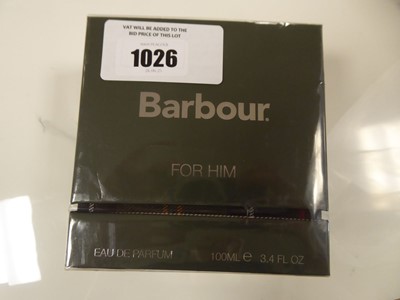 VAT WILL BE ADDED TO THE
BID PRICE OF THIS LOT
1026
Barbour.
FOR HIM
EAU DE PARFUM 100ML ℮ 3.4 FL OZ